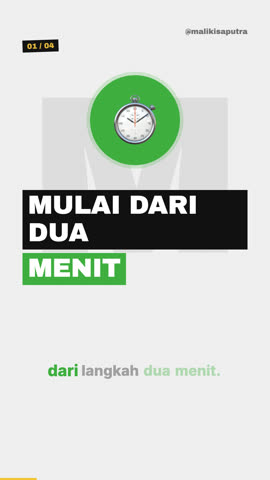 @malikisaputra
01 / 04
MULAI DARI
DUA
MENIT
dari langkah dua menit.